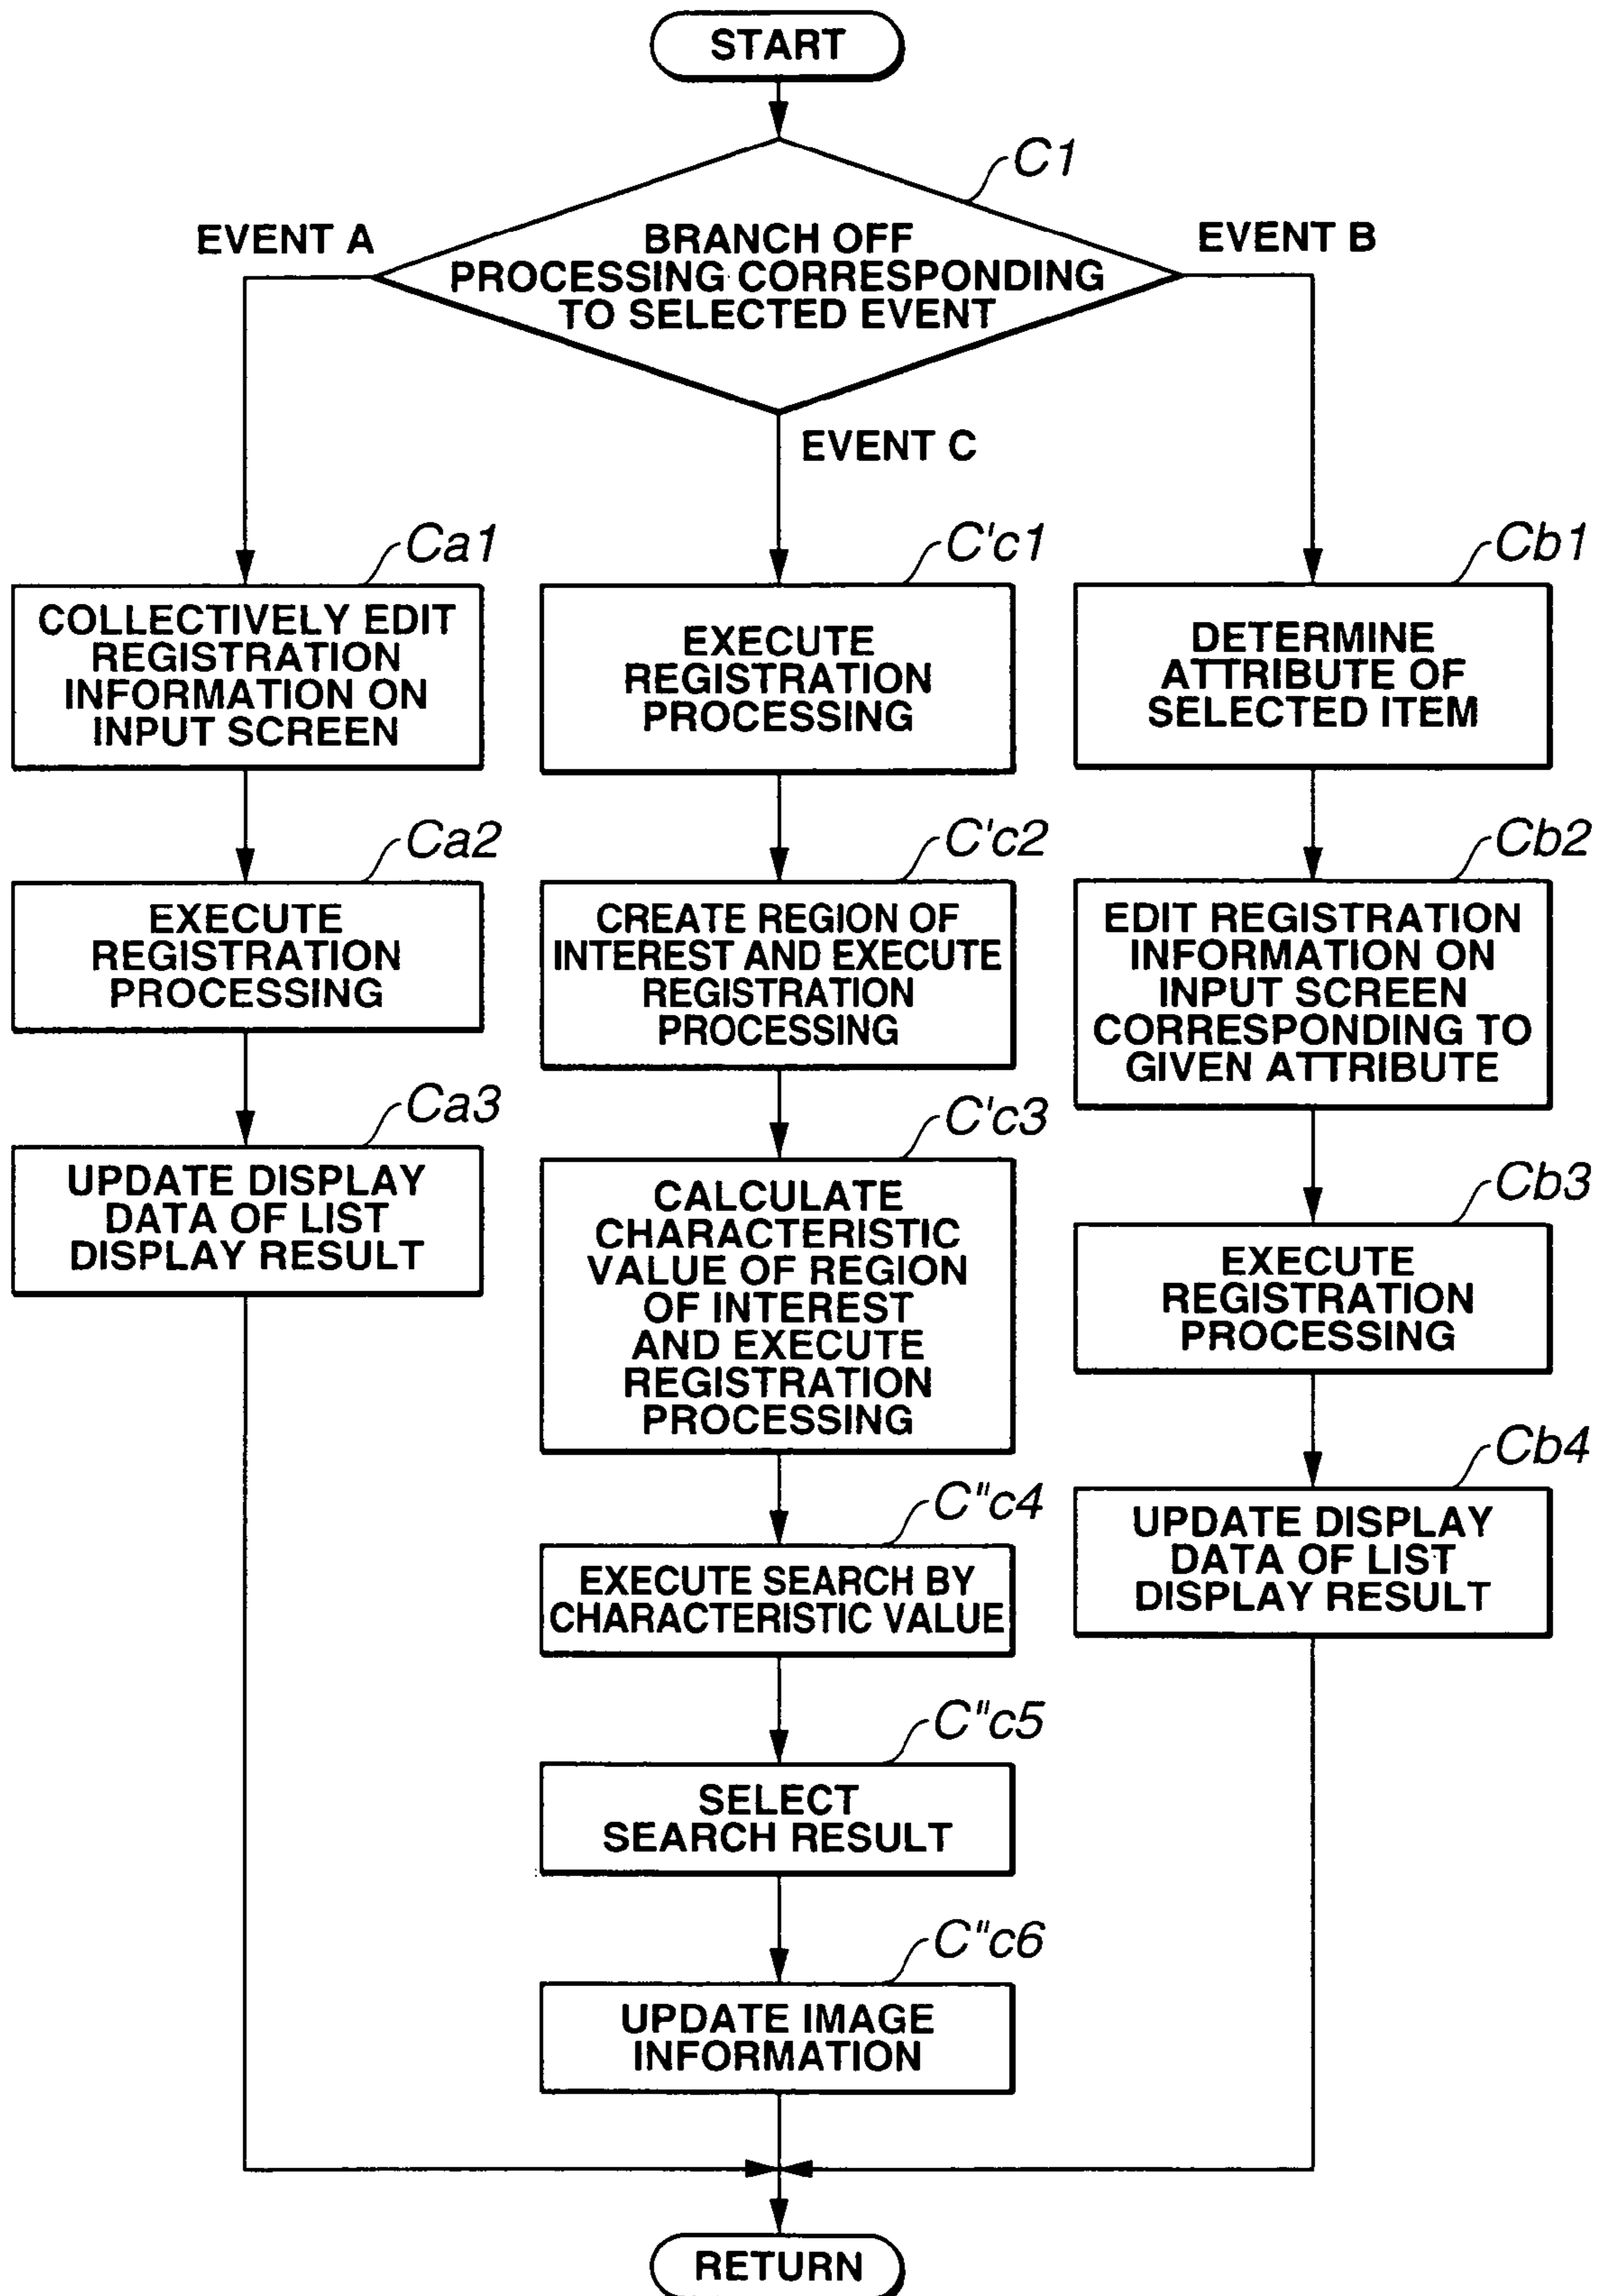 START
C1
EVENT A
BRANCH OFF
PROCESSING CORRESPONDING
TO SELECTED EVENT
EVENT B
EVENT C
Ca1
COLLECTIVELY EDIT
REGISTRATION
INFORMATION ON
INPUT SCREEN
Ca2
EXECUTE
REGISTRATION
PROCESSING
Ca3
UPDATE DISPLAY
DATA OF LIST
DISPLAY RESULT
C'c1
EXECUTE
REGISTRATION
PROCESSING
C'c2
CREATE REGION OF
INTEREST AND EXECUTE
REGISTRATION
PROCESSING
C'c3
CALCULATE
CHARACTERISTIC
VALUE OF REGION
OF INTEREST
AND EXECUTE
REGISTRATION
PROCESSING
C"c4
EXECUTE SEARCH BY
CHARACTERISTIC VALUE
C"c5
SELECT
SEARCH RESULT
C"c6
UPDATE IMAGE
INFORMATION
Cb1
DETERMINE
ATTRIBUTE OF
SELECTED ITEM
Cb2
EDIT REGISTRATION
INFORMATION ON
INPUT SCREEN
CORRESPONDING TO
GIVEN ATTRIBUTE
Cb3
EXECUTE
REGISTRATION
PROCESSING
Cb4
UPDATE DISPLAY
DATA OF LIST
DISPLAY RESULT
RETURN